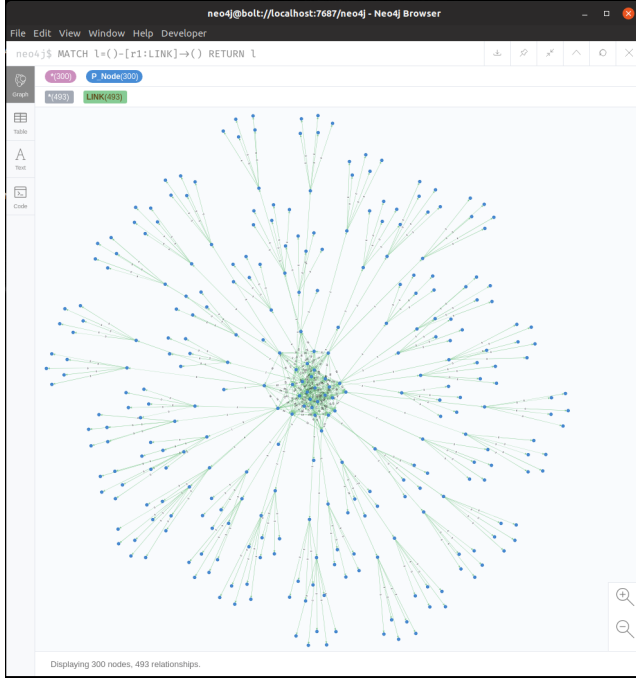 neo4j@bolt://localhost:7687/neo4j - Neo4j Browser
File Edit View Window Help Developer
neo4j$ MATCH l=()-[r1:LINK]→() RETURN l
*(300) P_Node(300)
*(493) LINK(493)
Graph
Table
A
Text
Code
Displaying 300 nodes, 493 relationships.